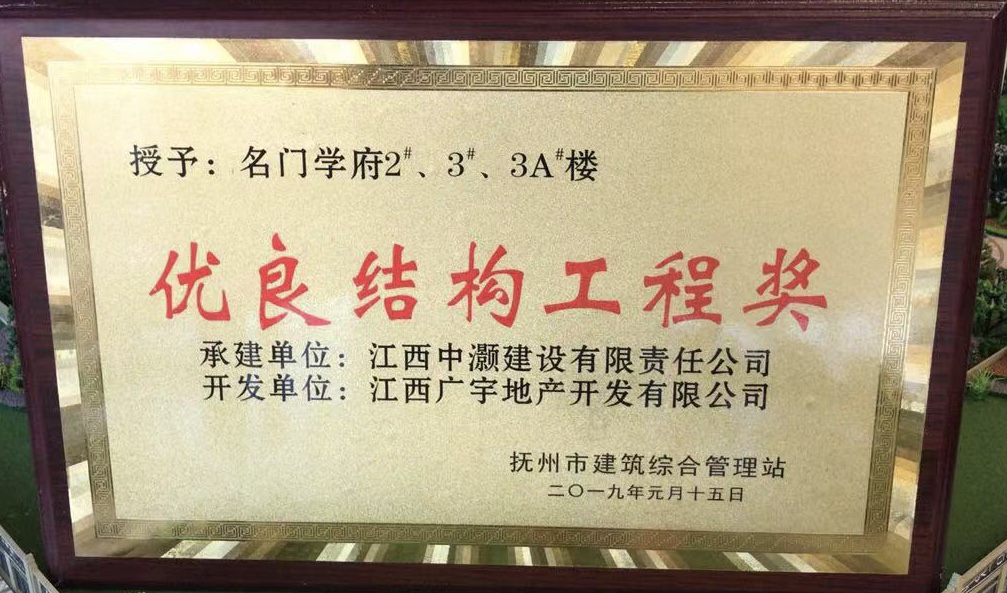 授予：名门学府2#、3#、3A#楼
优良结构工程奖
承建单位：江西中灏建设有限责任公司
开发单位：江西广宇地产开发有限公司
抚州市建筑综合管理站
二〇一九年元月十五日